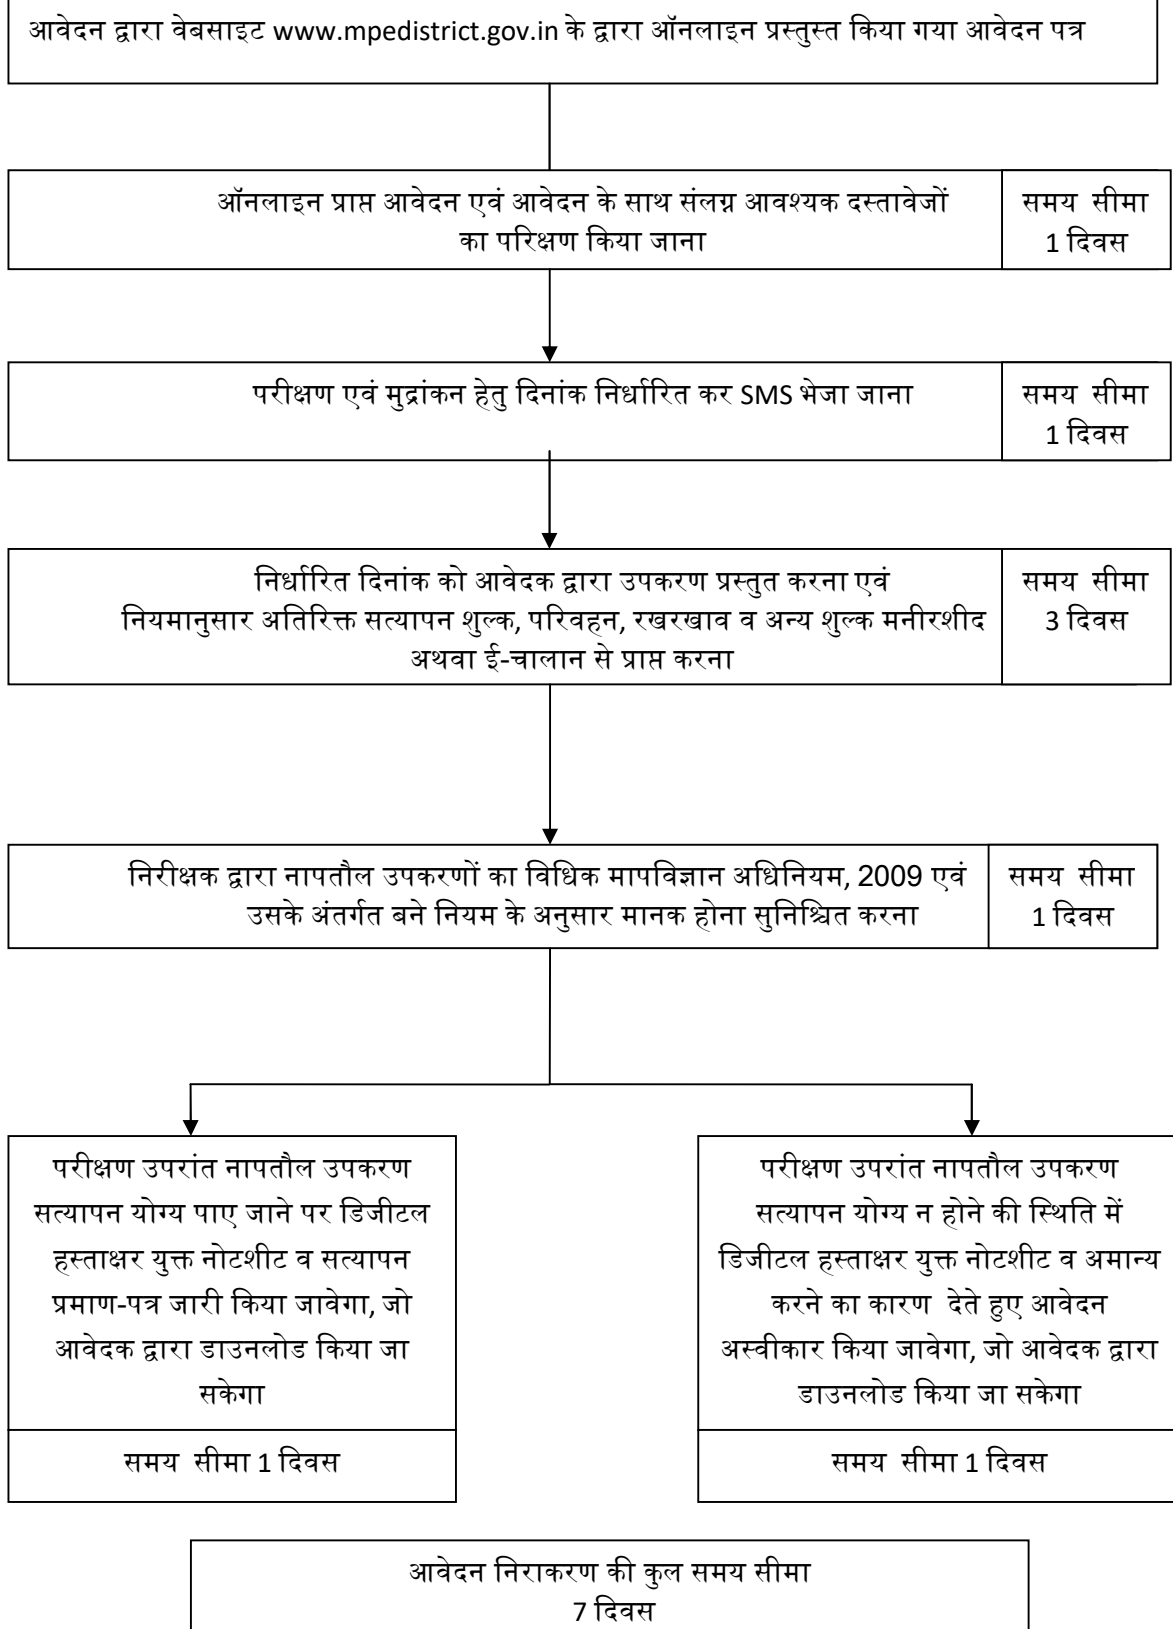 आवेदन द्वारा वेबसाइट www.mpedistrict.gov.in के द्वारा ऑनलाइन प्रस्तुस्त किया गया आवेदन पत्र
ऑनलाइन प्राप्त आवेदन एवं आवेदन के साथ संलग्न आवश्यक दस्तावेजों
का परिक्षण किया जाना
समय सीमा
1 दिवस
परीक्षण एवं मुद्रांकन हेतु दिनांक निर्धारित कर SMS भेजा जाना
समय सीमा
1 दिवस
निर्धारित दिनांक को आवेदक द्वारा उपकरण प्रस्तुत करना एवं
नियमानुसार अतिरिक्त सत्यापन शुल्क, परिवहन, रखरखाव व अन्य शुल्क मनीरशीद
अथवा ई-चालान से प्राप्त करना
समय सीमा
3 दिवस
निरीक्षक द्वारा नापतौल उपकरणों का विधिक मापविज्ञान अधिनियम, 2009 एवं
उसके अंतर्गत बने नियम के अनुसार मानक होना सुनिश्चित करना
समय सीमा
1 दिवस
परीक्षण उपरांत नापतौल उपकरण
सत्यापन योग्य पाए जाने पर डिजीटल
हस्ताक्षर युक्त नोटशीट व सत्यापन
प्रमाण-पत्र जारी किया जावेगा, जो
आवेदक द्वारा डाउनलोड किया जा
सकेगा
समय सीमा 1 दिवस
परीक्षण उपरांत नापतौल उपकरण
सत्यापन योग्य न होने की स्थिति में
डिजीटल हस्ताक्षर युक्त नोटशीट व अमान्य
करने का कारण देते हुए आवेदन
अस्वीकार किया जावेगा, जो आवेदक द्वारा
डाउनलोड किया जा सकेगा
समय सीमा 1 दिवस
आवेदन निराकरण की कुल समय सीमा
7 दिवस